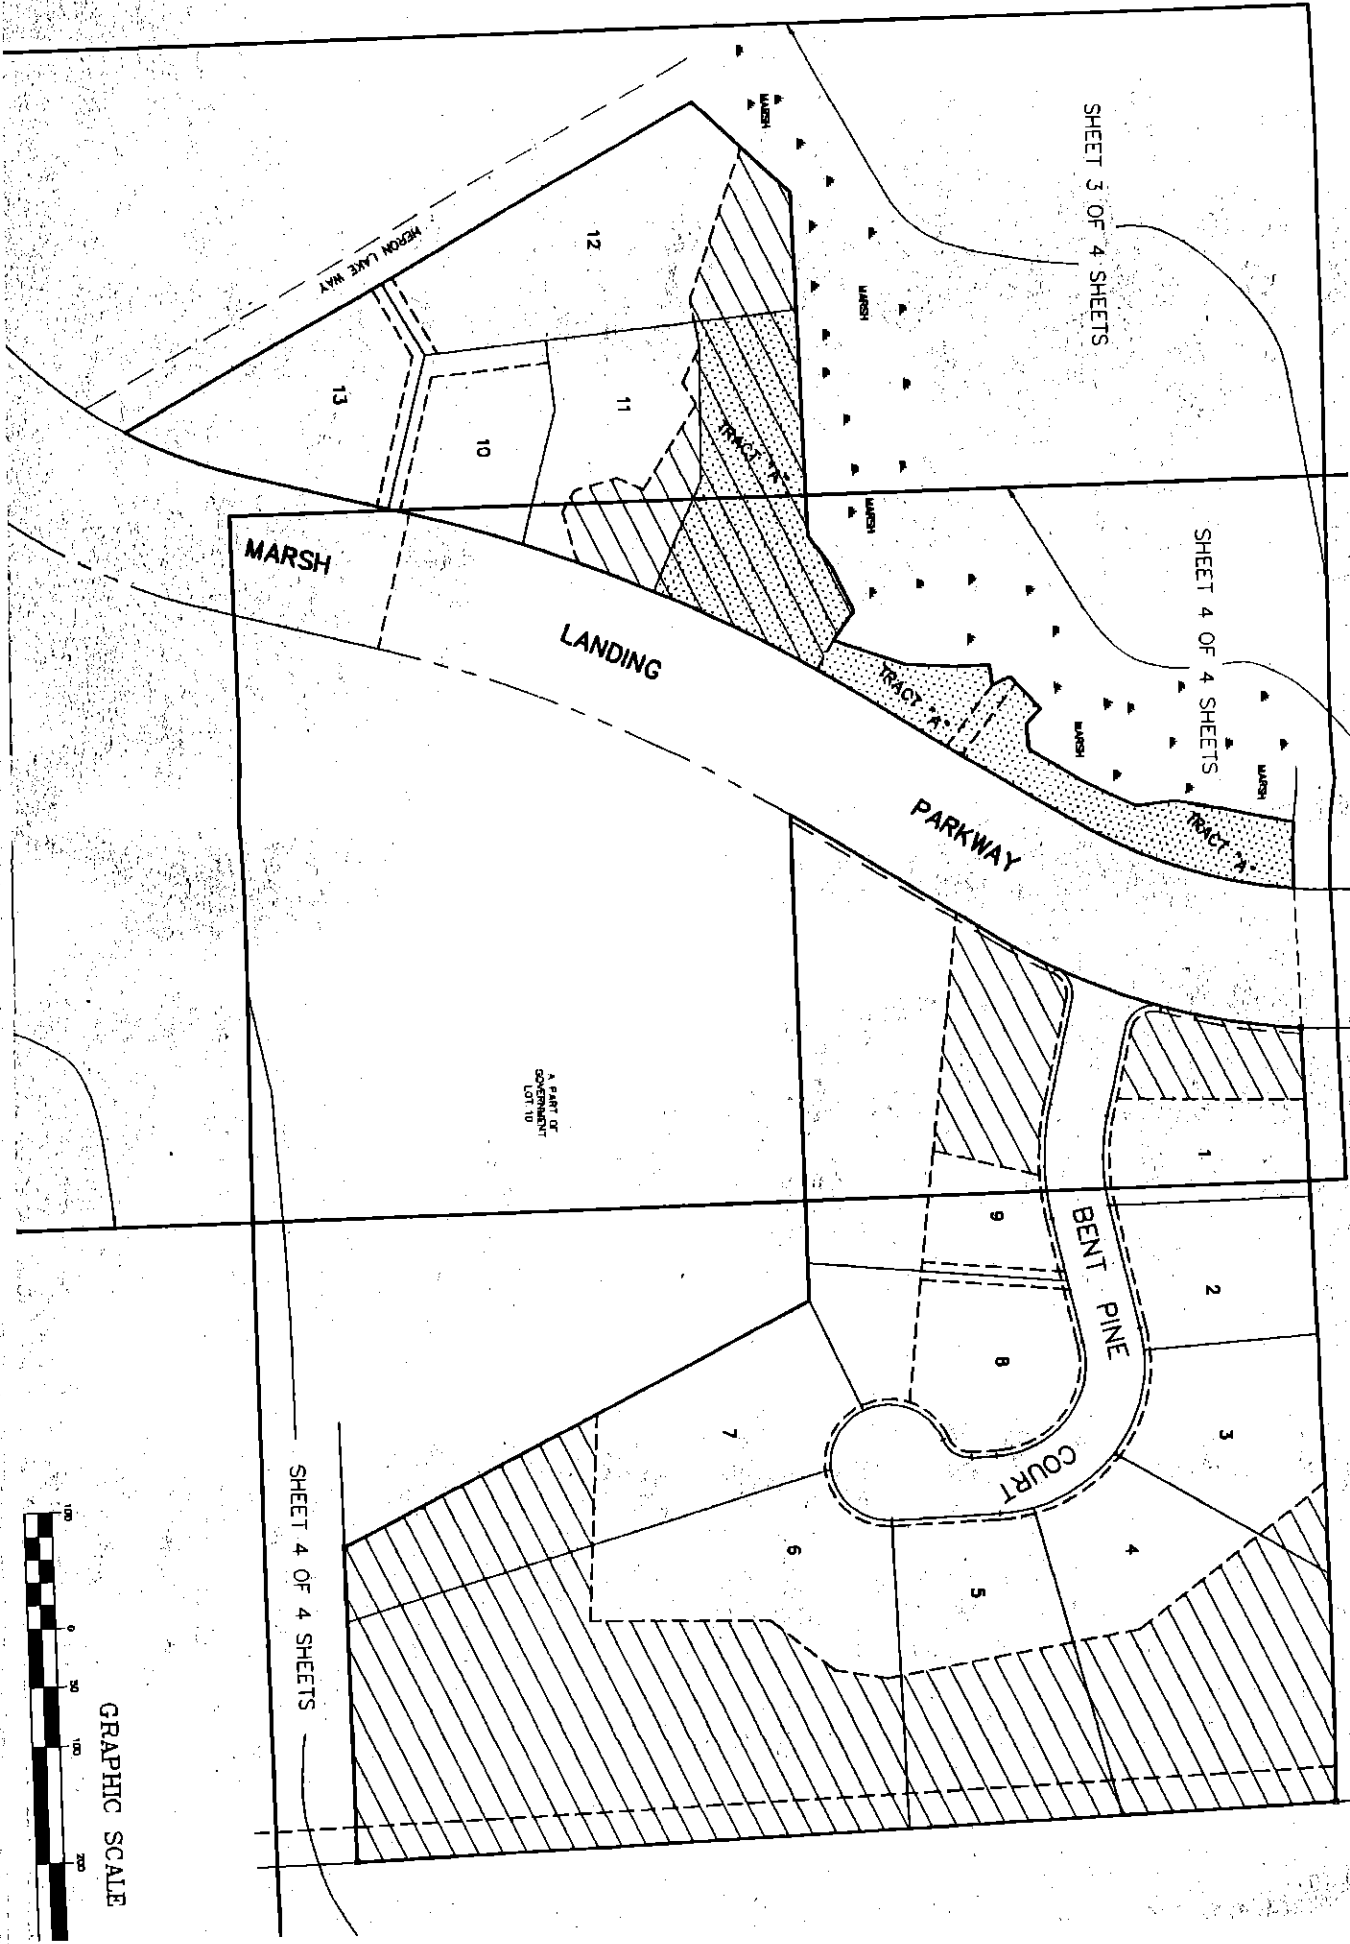 SHEET 3 OF 4 SHEETS
MARSH
MARSH
MARSH
HERON LAKE WAY
12
11
13
10
TRACT "A"
SHEET 4 OF 4 SHEETS
MARSH
LANDING
PARKWAY
TRACT "A"
MARSH
MARSH
TRACT "A"
A PART OF
GOVERNMENT
LOT 10
1
2
3
4
5
6
7
8
9
BENT PINE
COURT
SHEET 4 OF 4 SHEETS
100
0
50
100
200
GRAPHIC SCALE